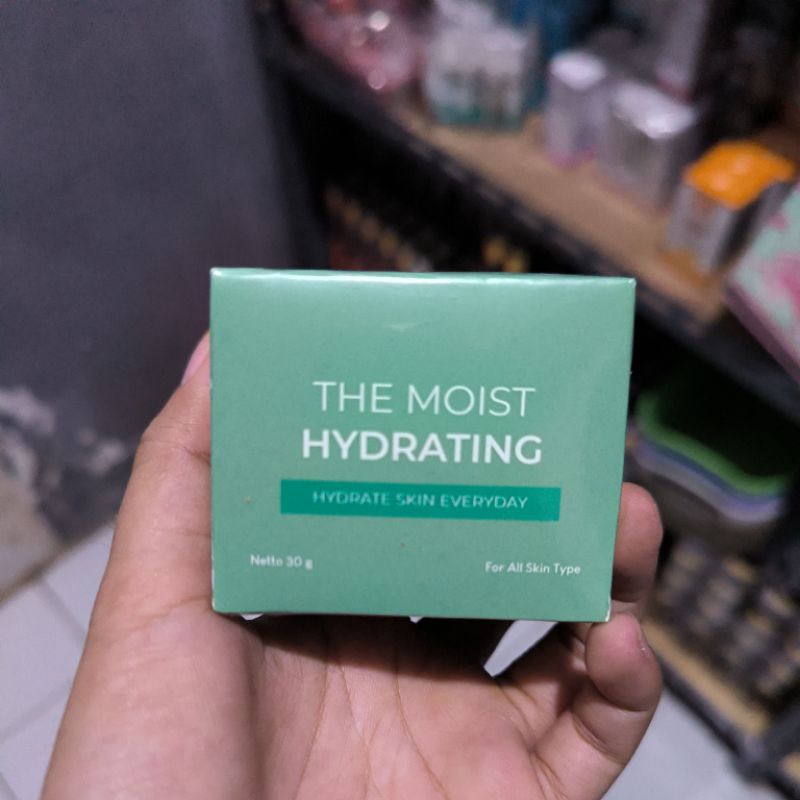 THE MOIST
HYDRATING
HYDRATE SKIN EVERYDAY
Netto 30 g
For All Skin Type